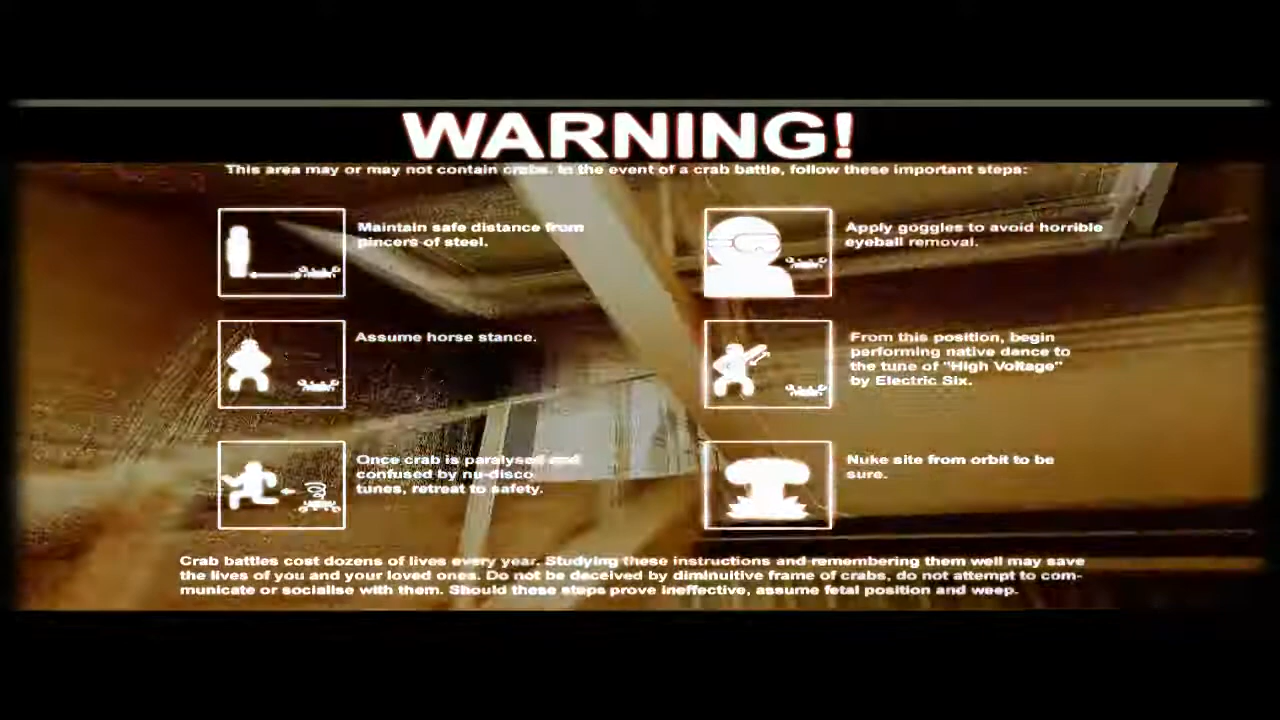 WARNING!
This area may or may not contain crabs. In the event of a crab battle, follow these important steps:
Maintain safe distance from
pincers of steel.
Apply goggles to avoid horrible
eyeball removal.
Assume horse stance.
From this position, begin
performing native dance to
the tune of "High Voltage"
by Electric Six.
Once crab is paralysed and
confused by nu-disco
tunes, retreat to safety.
Nuke site from orbit to be
sure.
Crab battles cost dozens of lives every year. Studying these instructions and remembering them well may save
the lives of you and your loved ones. Do not be deceived by diminuitive frame of crabs, do not attempt to com-
municate or socialise with them. Should these steps prove ineffective, assume fetal position and weep.